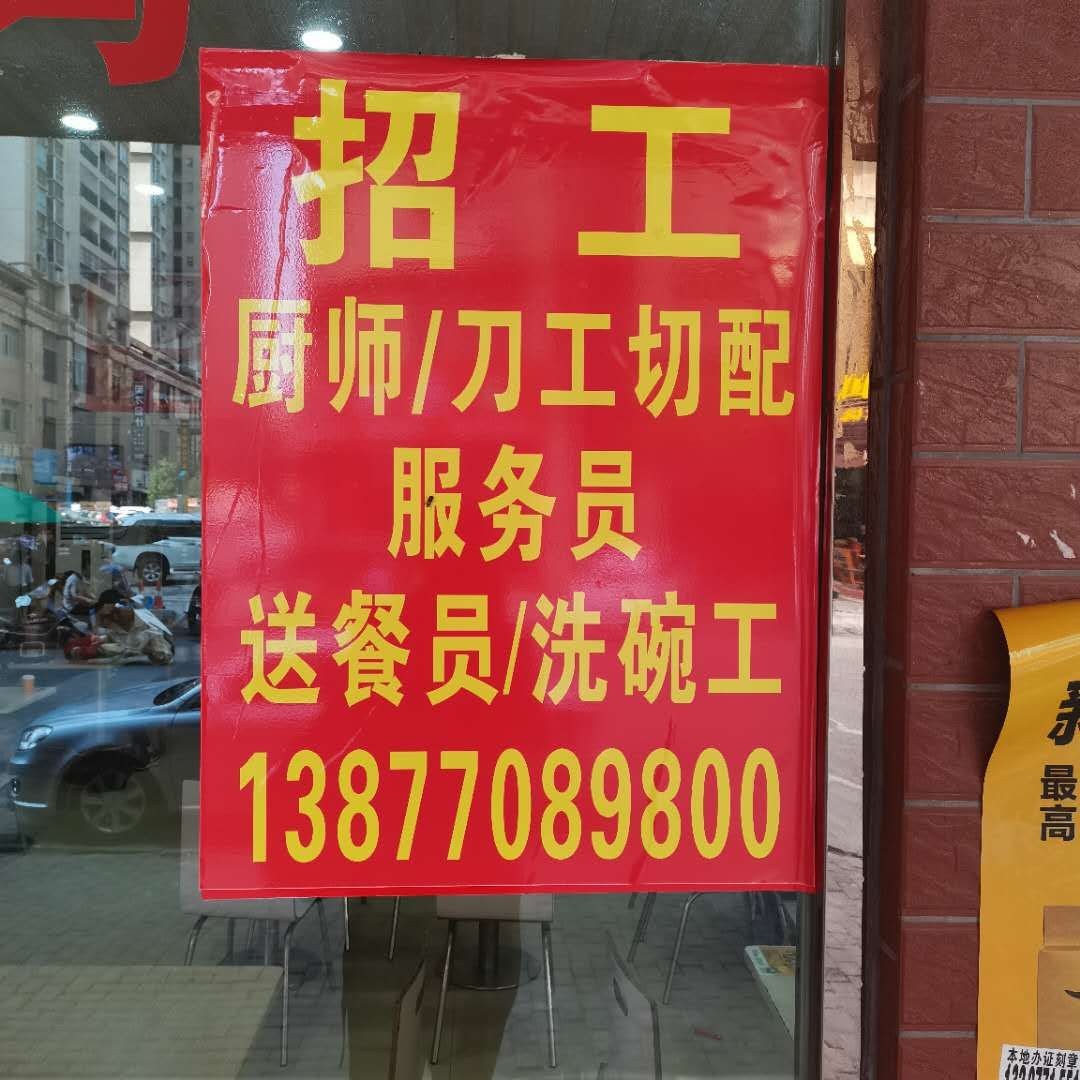 招工
厨师/刀工切配
服务员
送餐员/洗碗工
13877089800
最高
本地办证刻章